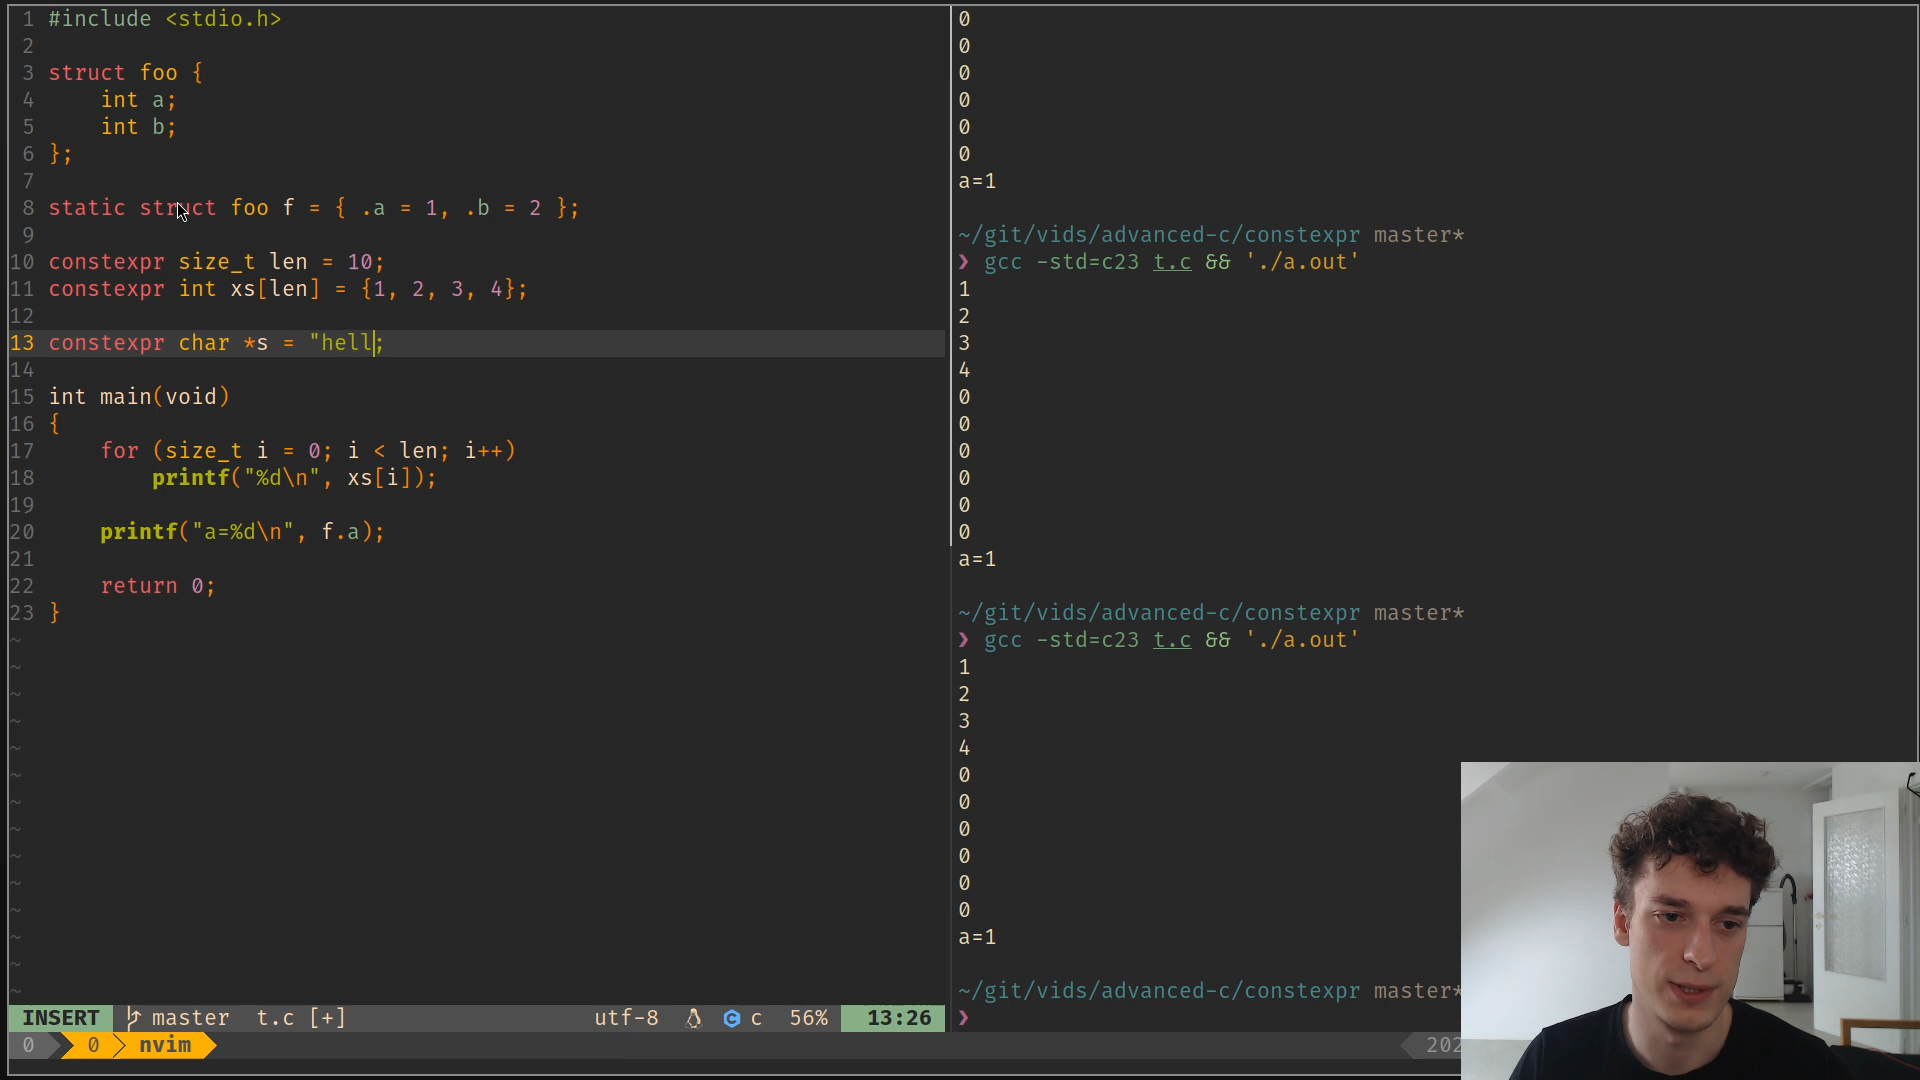 1 #include <stdio.h>
2
3 struct foo {
4     int a;
5     int b;
6 };
7
8 static struct foo f = { .a = 1, .b = 2 };
9
10 constexpr size_t len = 10;
11 constexpr int xs[len] = {1, 2, 3, 4};
12
13 constexpr char *s = "hell;
14
15 int main(void)
16 {
17     for (size_t i = 0; i < len; i++)
18         printf("%d\n", xs[i]);
19
20     printf("a=%d\n", f.a);
21
22     return 0;
23 }
~
~
~
~
~
~
~
~
~
~
~
~
~
~
INSERT master t.c [+] utf-8 c 56% 13:26
0 0 nvim
0
0
0
0
0
0
a=1
~/git/vids/advanced-c/constexpr master*
❯ gcc -std=c23 t.c && './a.out'
1
2
3
4
0
0
0
0
0
0
a=1
~/git/vids/advanced-c/constexpr master*
❯ gcc -std=c23 t.c && './a.out'
1
2
3
4
0
0
0
0
0
0
a=1
~/git/vids/advanced-c/constexpr master*
❯
202